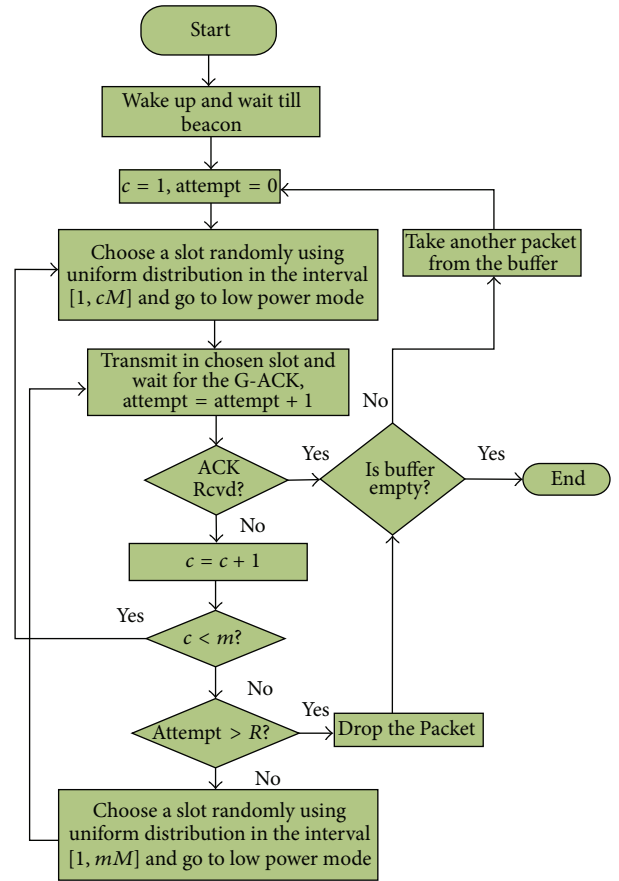 Start
Wake up and wait till
beacon
c = 1, attempt = 0
Choose a slot randomly using
uniform distribution in the interval
[1, cM] and go to low power mode
Take another packet
from the buffer
Transmit in chosen slot and
wait for the G-ACK,
attempt = attempt + 1
No
ACK
Rcvd?
Yes
Is buffer
empty?
Yes
End
No
c = c + 1
Yes
c < m?
No
Attempt > R?
Yes
Drop the Packet
No
Choose a slot randomly using
uniform distribution in the interval
[1, mM] and go to low power mode